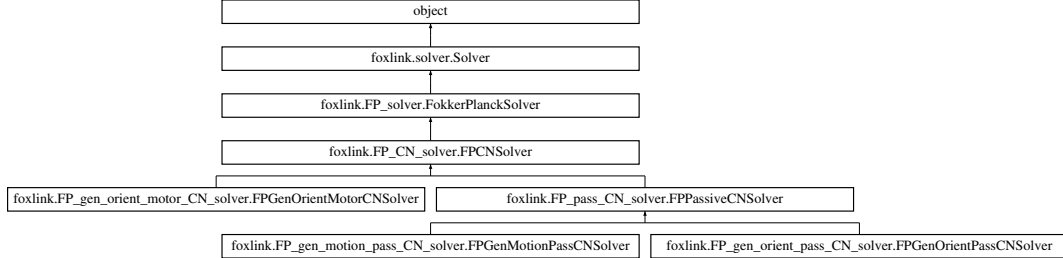 object
foxlink.solver.Solver
foxlink.FP_solver.FokkerPlanckSolver
foxlink.FP_CN_solver.FPCNSolver
foxlink.FP_gen_orient_motor_CN_solver.FPGenOrientMotorCNSolver
foxlink.FP_pass_CN_solver.FPPassiveCNSolver
foxlink.FP_gen_motion_pass_CN_solver.FPGenMotionPassCNSolver
foxlink.FP_gen_orient_pass_CN_solver.FPGenOrientPassCNSolver